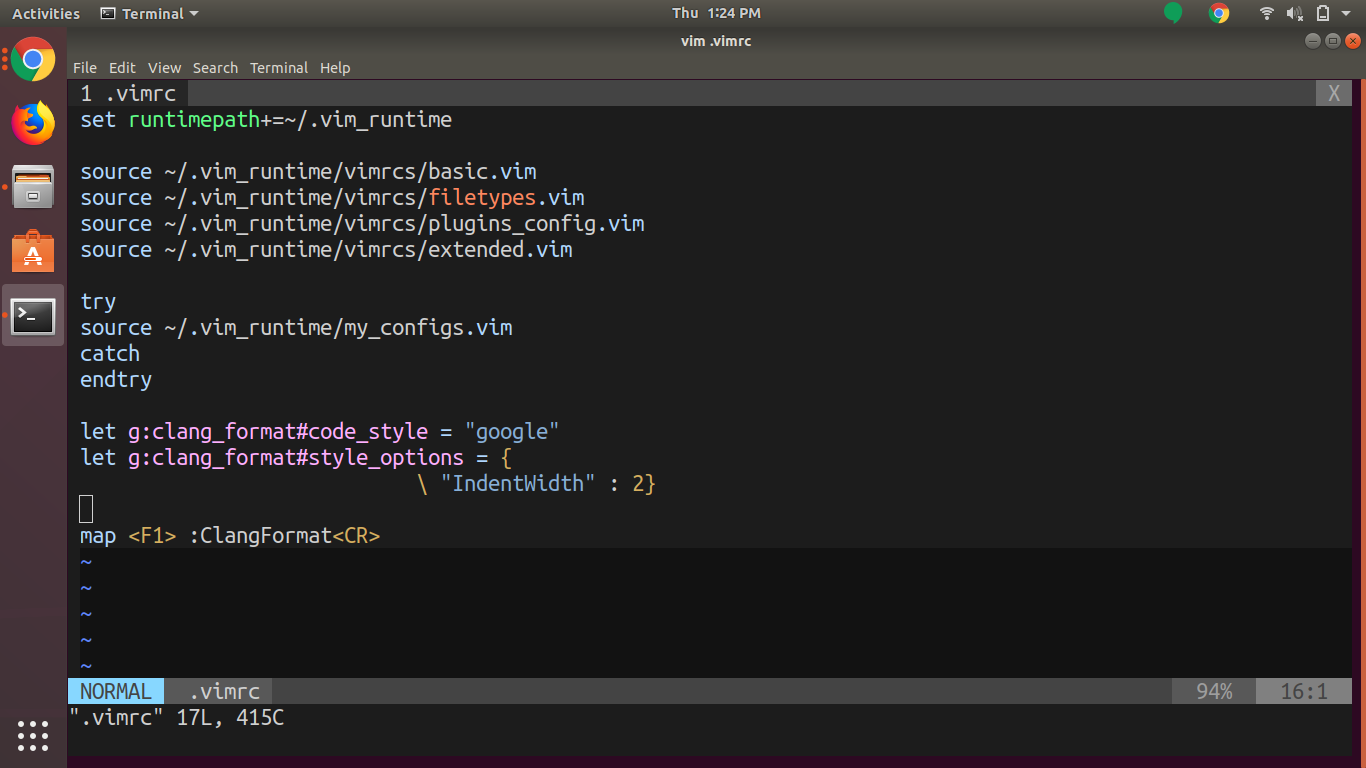 Activities Terminal Thu 1:24 PM
vim .vimrc
File Edit View Search Terminal Help
1 .vimrc X
set runtimepath+=~/.vim_runtime
source ~/.vim_runtime/vimrcs/basic.vim
source ~/.vim_runtime/vimrcs/filetypes.vim
source ~/.vim_runtime/vimrcs/plugins_config.vim
source ~/.vim_runtime/vimrcs/extended.vim
try
source ~/.vim_runtime/my_configs.vim
catch
endtry
let g:clang_format#code_style = "google"
let g:clang_format#style_options = {
\ "IndentWidth" : 2}
map <F1> :ClangFormat<CR>
~
~
~
~
~
NORMAL .vimrc 94% 16:1
".vimrc" 17L, 415C